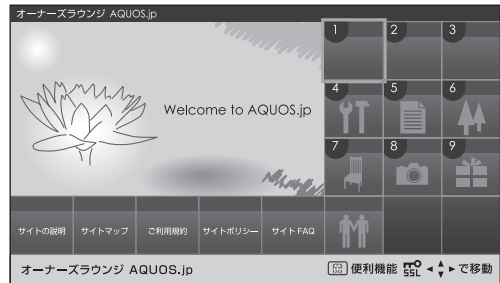 オーナーズラウンジ AQUOS.jp
1 2 3
Welcome to AQUOS.jp
4 5 6
7 8 9
サイトの説明 サイトマップ ご利用規約 サイトポリシー サイト FAQ
オーナーズラウンジ AQUOS.jp 便利機能 SSL で移動